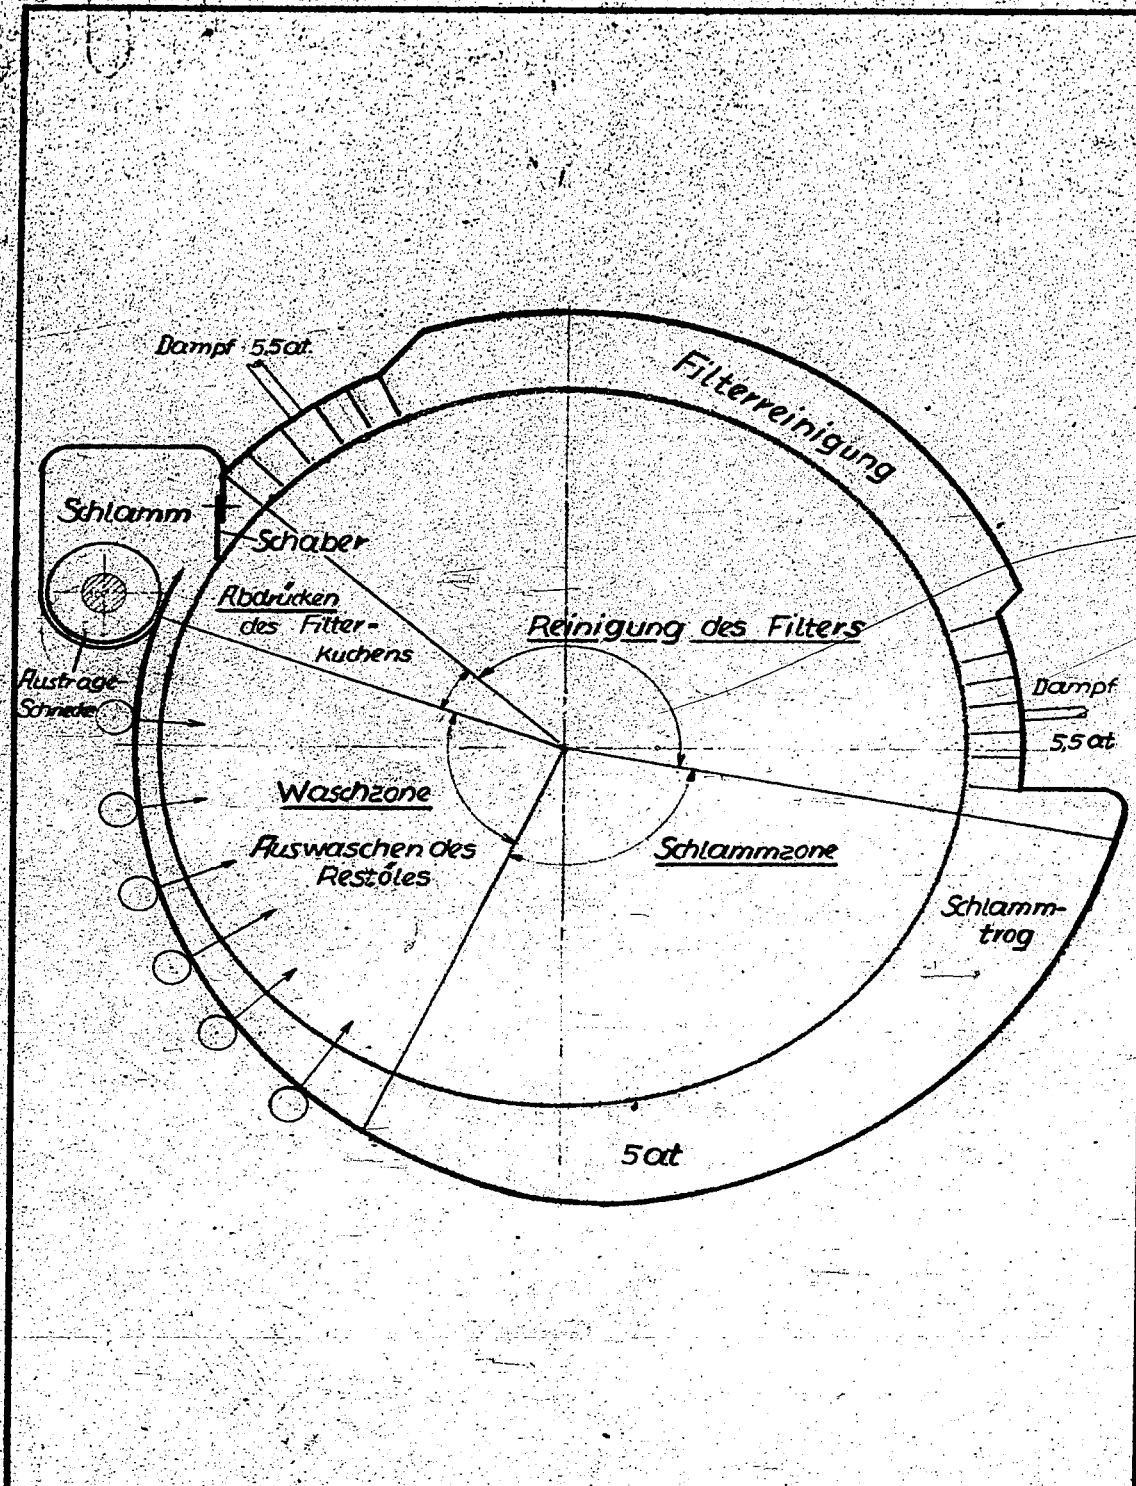 Dampf 5,5 at.
Filterreinigung
Schlamm
Schaber
Abdrücken
des Filter-
kuchens
Reinigung des Filters
Austrage-
Schnecke
Dampf
5,5 at
Waschzone
Auswaschen des
Restöles
Schlammzone
Schlamm-
trog
5 at